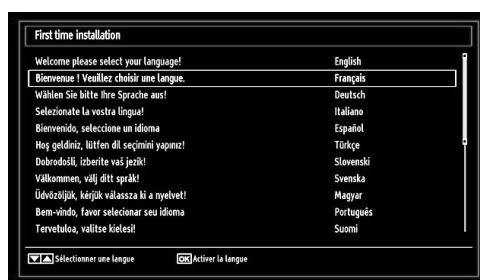 First time installation
Welcome please select your language! English
Bienvenue ! Veuillez choisir une langue. Français
Wählen Sie bitte Ihre Sprache aus! Deutsch
Selezionate la vostra lingua! Italiano
Bienvenido, seleccione un idioma Español
Hoş geldiniz, lütfen dil seçimini yapınız! Türkçe
Dobrodošli, izberite vaš jezik! Slovenski
Välkommen, välj ditt språk! Svenska
Üdvözöljük, kérjük válassza ki a nyelvet! Magyar
Bem-vindo, favor selecionar seu idioma Português
Tervetuloa, valitse kielesi! Suomi
Sélectionner une langue OK Activer la langue